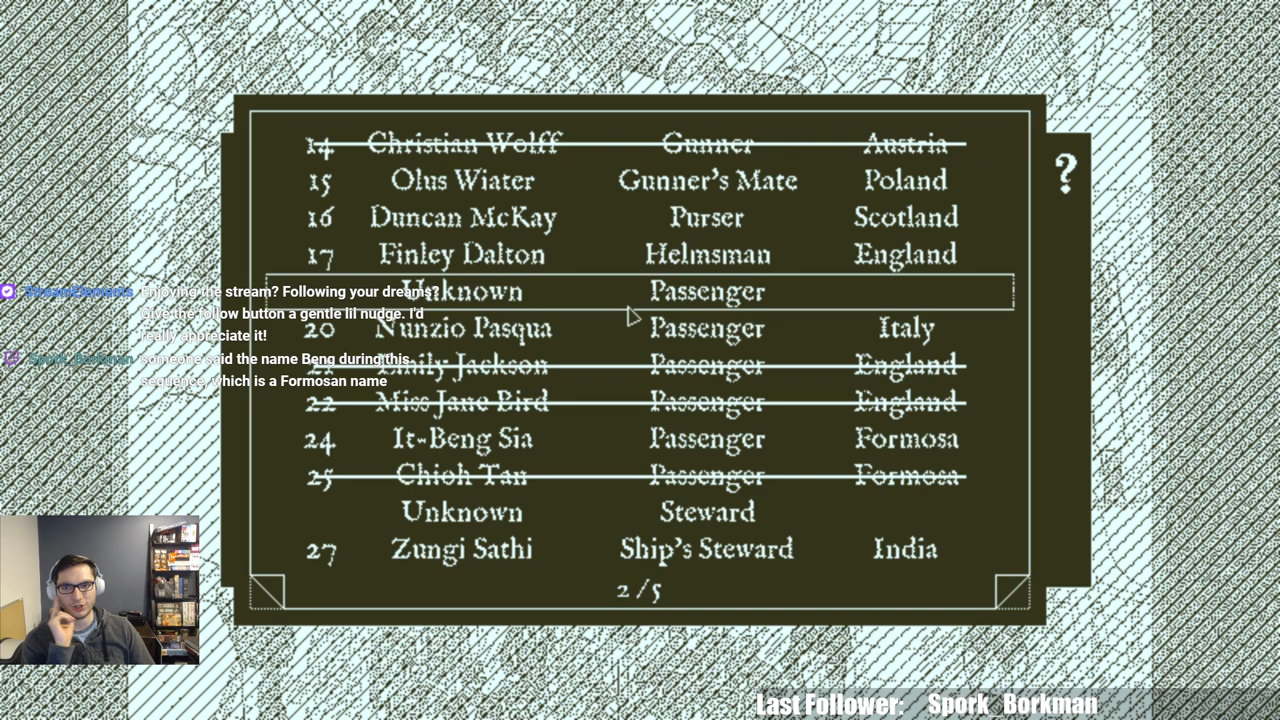 14 Christian Wolff Gunner Austria
15 Olus Wiater Gunner's Mate Poland
16 Duncan McKay Purser Scotland
17 Finley Dalton Helmsman England
Unknown Passenger
20 Nunzio Pasqua Passenger Italy
21 Emily Jackson Passenger England
22 Miss Jane Bird Passenger England
24 It-Beng Sia Passenger Formosa
25 Chioh Tan Passenger Formosa
Unknown Steward
27 Zungi Sathi Ship's Steward India
2/5
?
StreamElements Enjoying the stream? Following your dreams?
Give the follow button a gentle lil nudge. I'd
really appreciate it!
Spork_Borkman someone said the name Beng during this
sequence, which is a Formosan name
Last Follower: Spork_Borkman